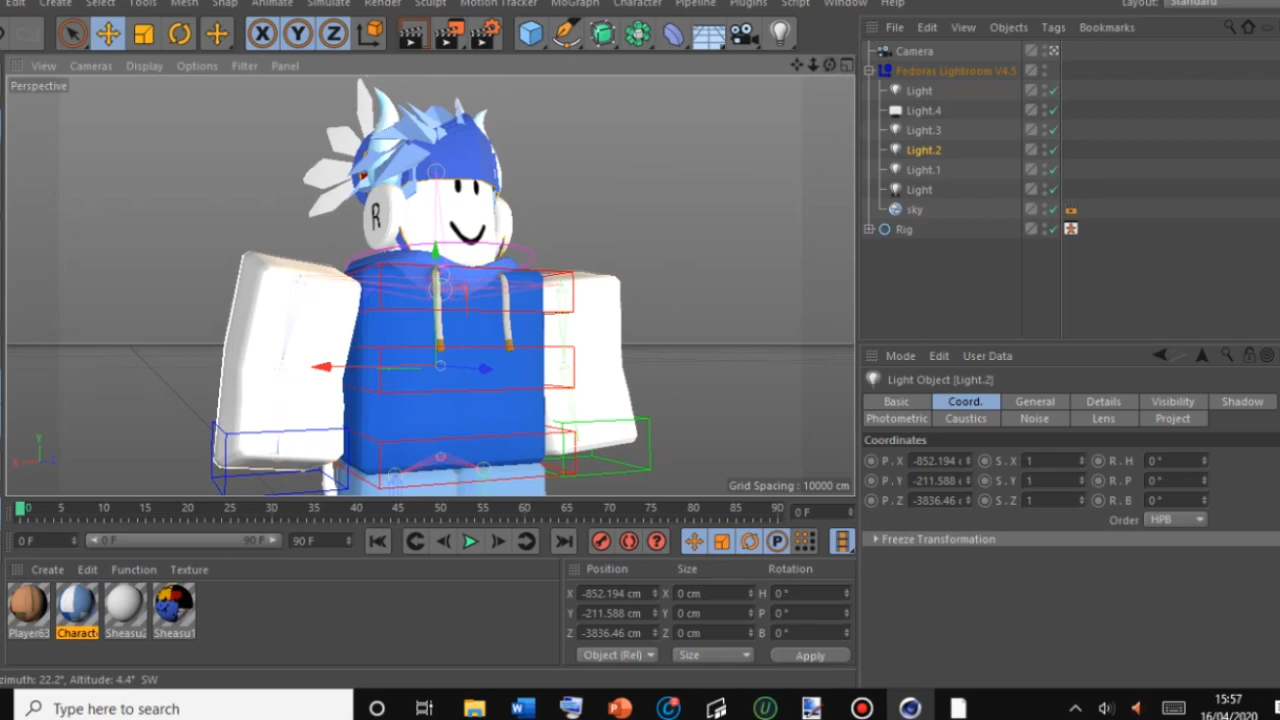 Edit Create Select Tools Mesh Snap Animate Simulate Render Sculpt Motion Tracker MoGraph Character Pipeline Plugins Script Window Help Layout: Standard
X Y Z
File Edit View Objects Tags Bookmarks
View Cameras Display Options Filter Panel
Perspective
Camera
Fedoras Lightroom V4.5
Light
Light.4
Light.3
Light.2
Light.1
Light
sky
Rig
R
Mode Edit User Data
Light Object [Light.2]
Basic Coord. General Details Visibility Shadow
Photometric Caustics Noise Lens Project
Coordinates
P . X -852.194 c S . X 1 R . H 0 °
P . Y -211.588 c S . Y 1 R . P 0 °
P . Z -3836.46 c S . Z 1 R . B 0 °
Order HPB
Freeze Transformation
Y
X Z
Grid Spacing : 10000 cm
0 5 10 15 20 25 30 35 40 45 50 55 60 65 70 75 80 85 90 0 F
0 F 0 F 90 F 90 F
P
Create Edit Function Texture
Position Size Rotation
X -852.194 cm X 0 cm H 0 °
Y -211.588 cm Y 0 cm P 0 °
Z -3836.46 cm Z 0 cm B 0 °
Object (Rel) Size Apply
Player63 Charact Sheasu2 Sheasu1
zimuth: 22.2°, Altitude: 4.4° SW
Type here to search
15:57
16/04/2020